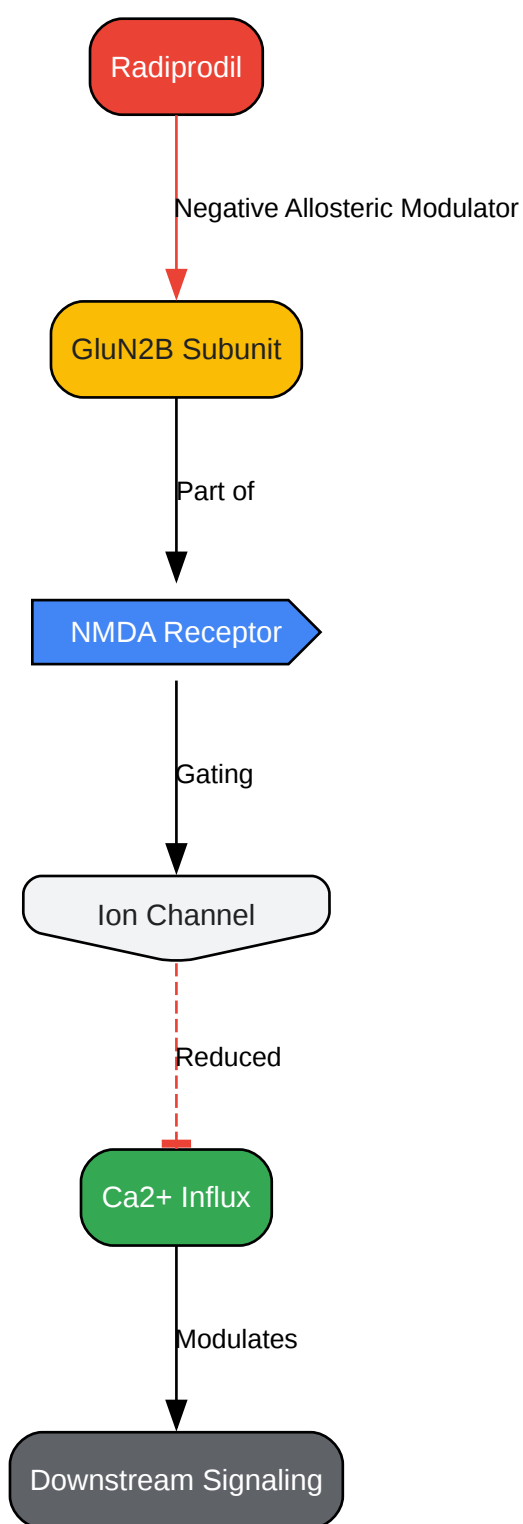 Radiprodil
Negative Allosteric Modulator
GluN2B Subunit
Part of
NMDA Receptor
Gating
Ion Channel
Reduced
Ca2+ Influx
Modulates
Downstream Signaling